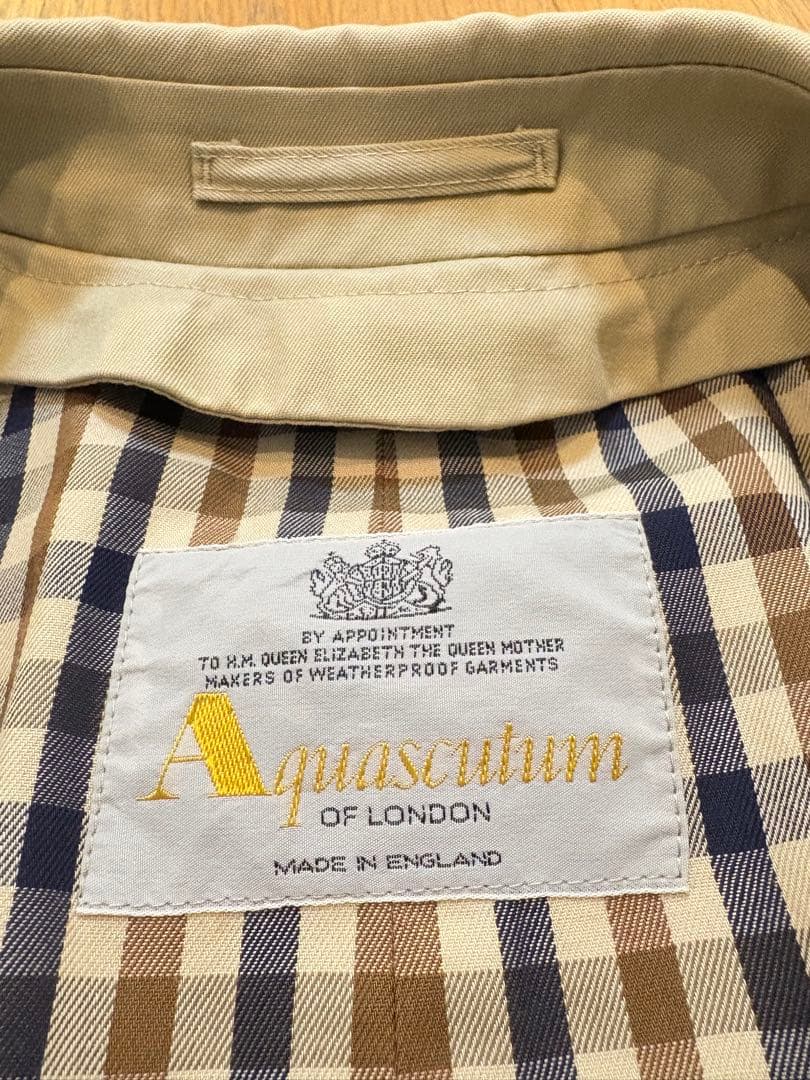 BY APPOINTMENT
TO H.M. QUEEN ELIZABETH THE QUEEN MOTHER
MAKERS OF WEATHERPROOF GARMENTS
Aquascutum
OF LONDON
MADE IN ENGLAND